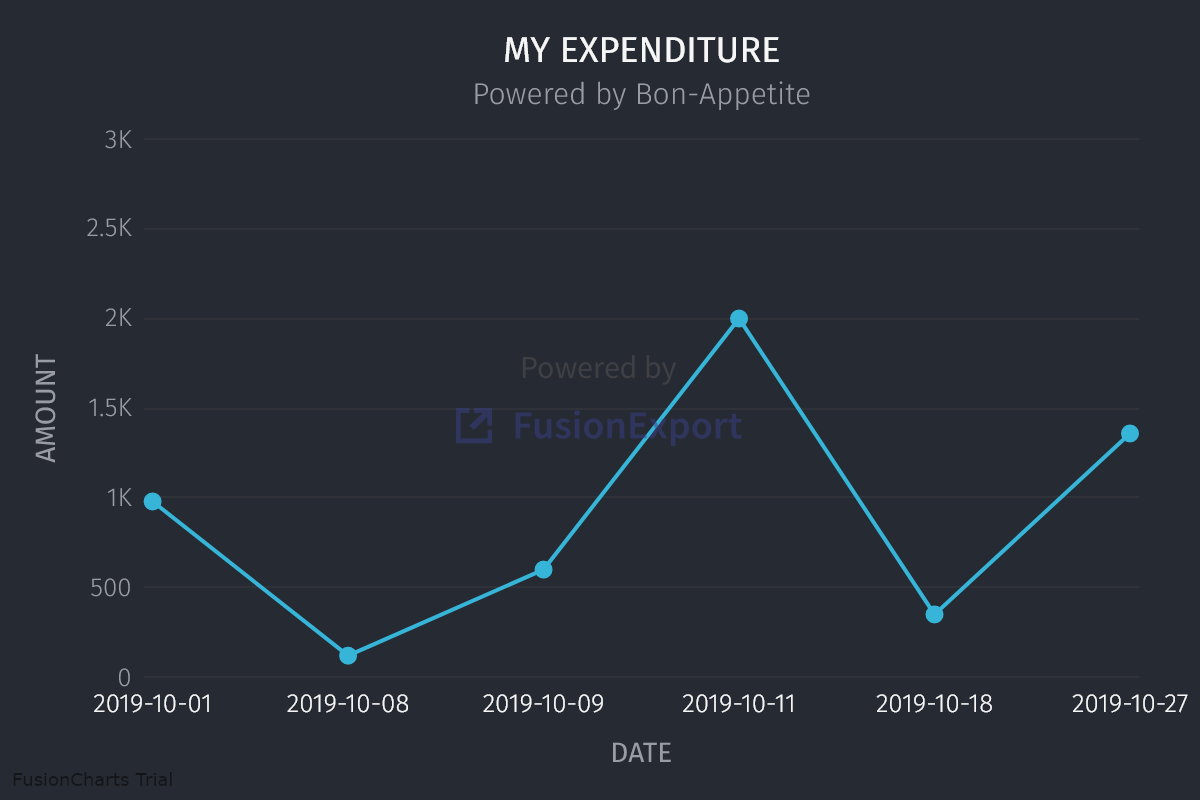 MY EXPENDITURE
Powered by Bon-Appetite
3K
2.5K
2K
1.5K
1K
500
0
AMOUNT
Powered by
FusionExport
2019-10-01 2019-10-08 2019-10-09 2019-10-11 2019-10-18 2019-10-27
DATE
FusionCharts Trial